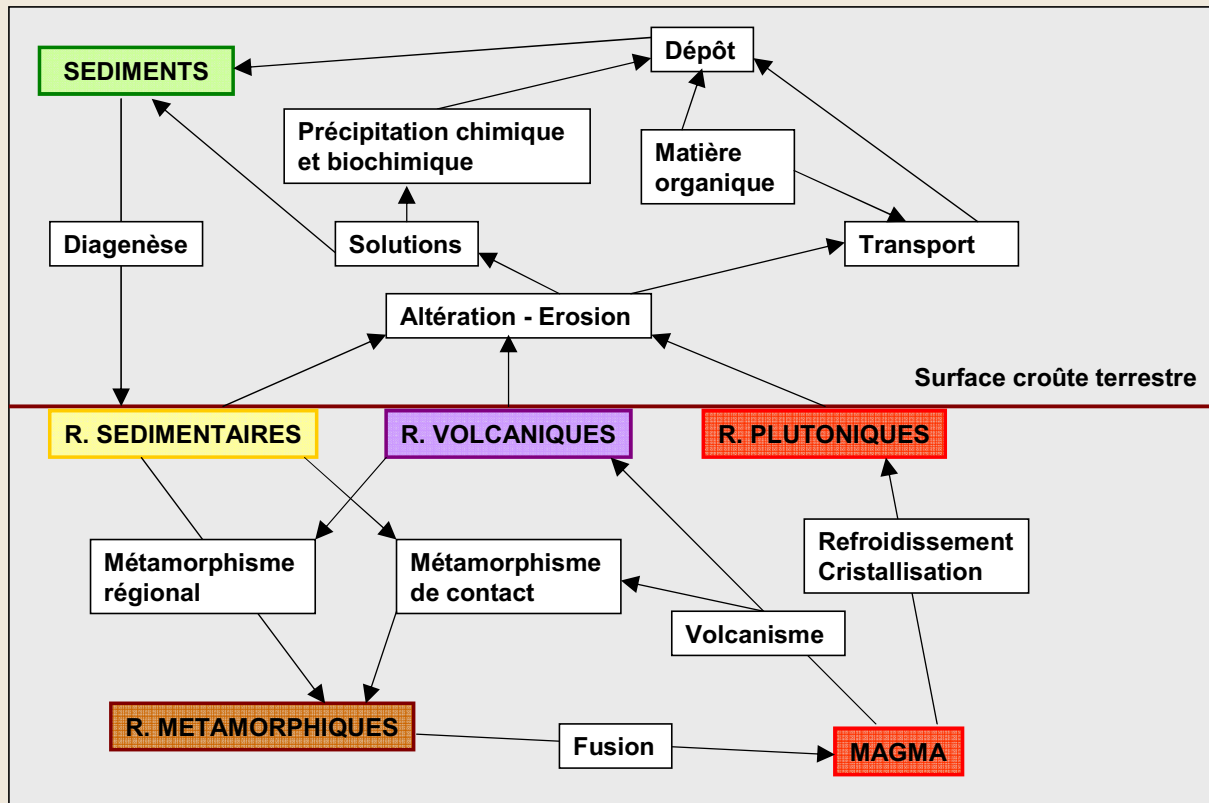 Dépôt
SEDIMENTS
Précipitation chimique
et biochimique
Matière
organique
Diagenèse
Solutions
Transport
Altération - Erosion
Surface croûte terrestre
R. SEDIMENTAIRES
R. VOLCANIQUES
R. PLUTONIQUES
Métamorphisme
régional
Métamorphisme
de contact
Refroidissement
Cristallisation
Volcanisme
R. METAMORPHIQUES
Fusion
MAGMA